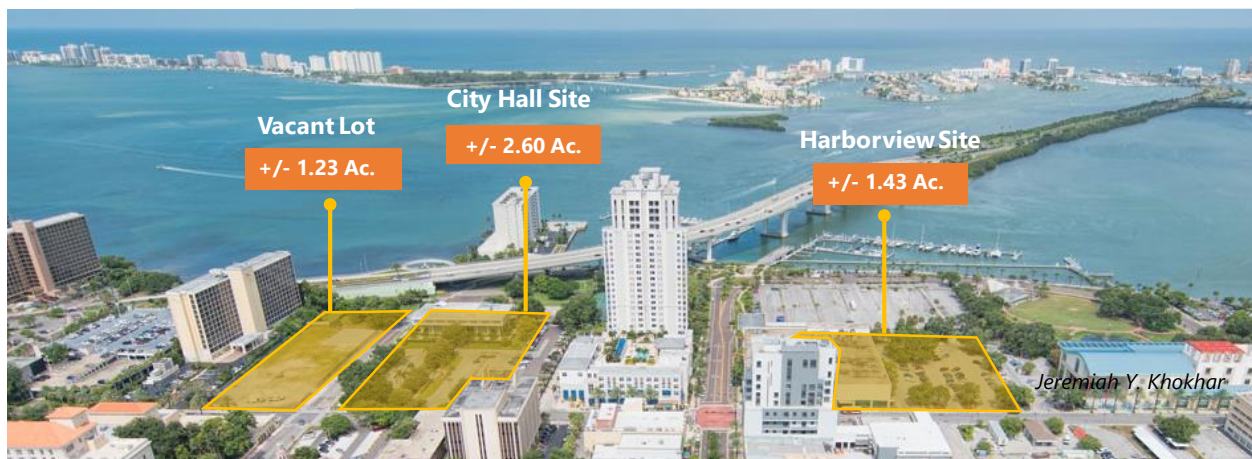 Vacant Lot
+/- 1.23 Ac.
City Hall Site
+/- 2.60 Ac.
Harborview Site
+/- 1.43 Ac.
Jeremiah Y. Khokhar